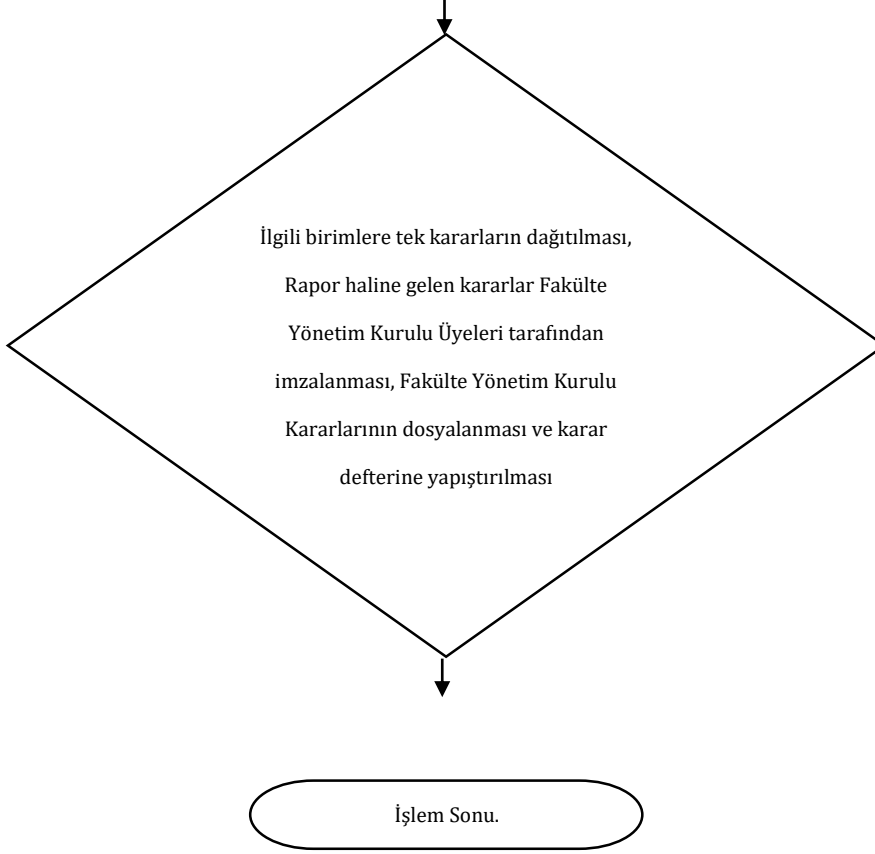 İlgili birimlere tek kararların dağıtılması,
Rapor haline gelen kararlar Fakülte
Yönetim Kurulu Üyeleri tarafından
imzalanması, Fakülte Yönetim Kurulu
Kararlarının dosyalanması ve karar
defterine yapıştırılması
İşlem Sonu.